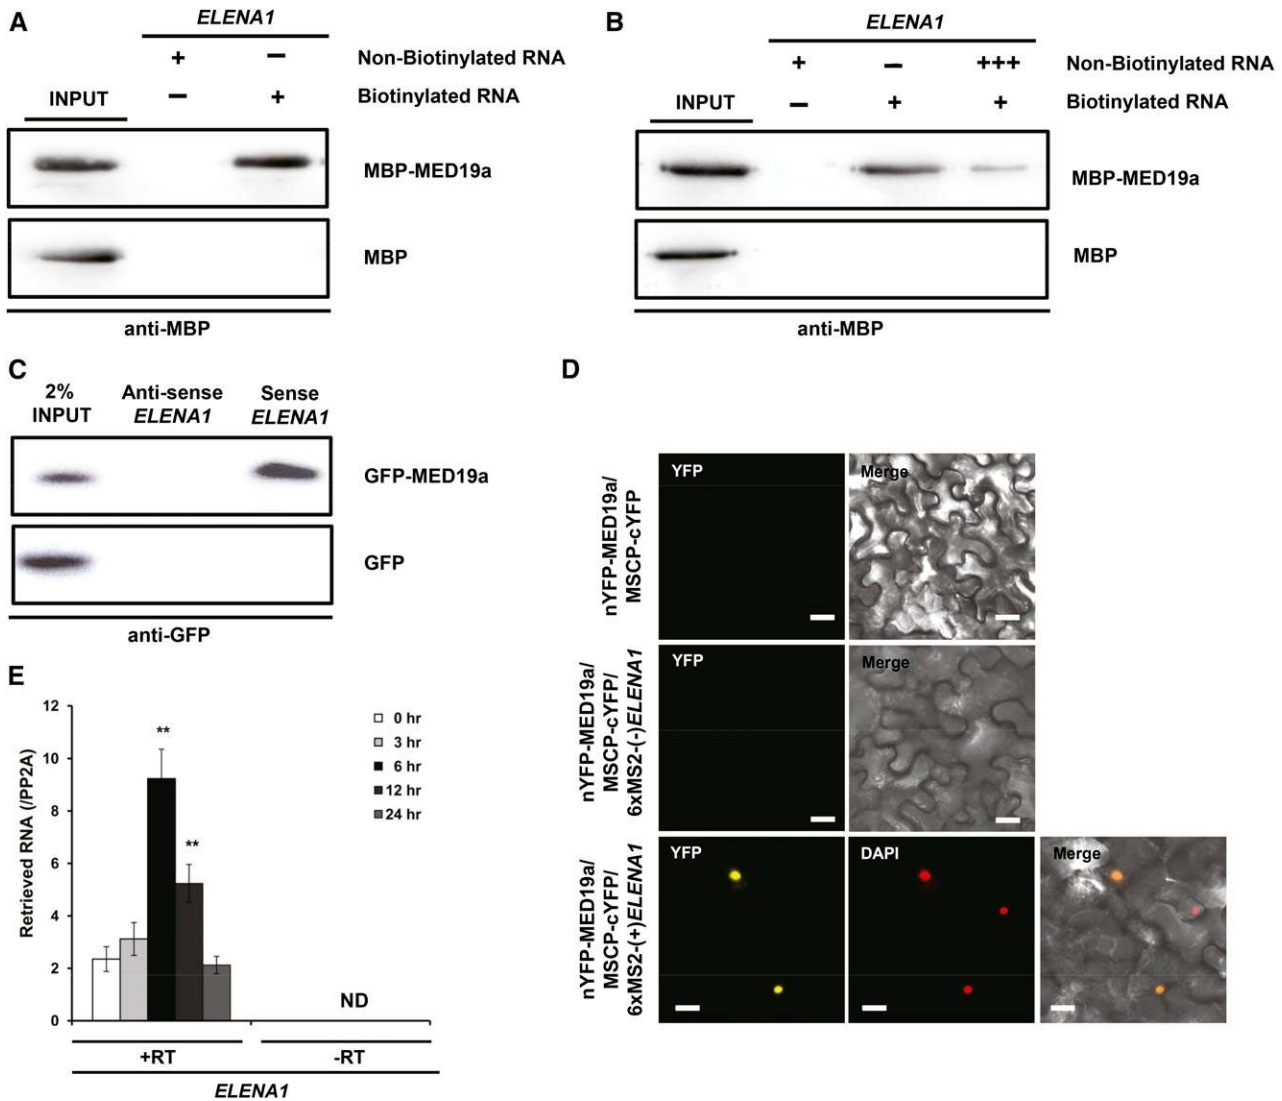 A
ELENA1
+ – Non-Biotinylated RNA
INPUT – + Biotinylated RNA
MBP-MED19a
MBP
anti-MBP
B
ELENA1
+ – +++ Non-Biotinylated RNA
INPUT – + + Biotinylated RNA
MBP-MED19a
MBP
anti-MBP
C
2% INPUT
Anti-sense ELENA1
Sense ELENA1
GFP-MED19a
GFP
anti-GFP
D
nYFP-MED19a/
MSCP-cYFP
YFP
Merge
nYFP-MED19a/
MSCP-cYFP/
6xMS2-(-)ELENA1
YFP
Merge
nYFP-MED19a/
MSCP-cYFP/
6xMS2-(+)ELENA1
YFP
DAPI
Merge
E
Retrieved RNA (/PP2A)
12
10
8
6
4
2
0
**
**
0 hr
3 hr
6 hr
12 hr
24 hr
ND
+RT
-RT
ELENA1